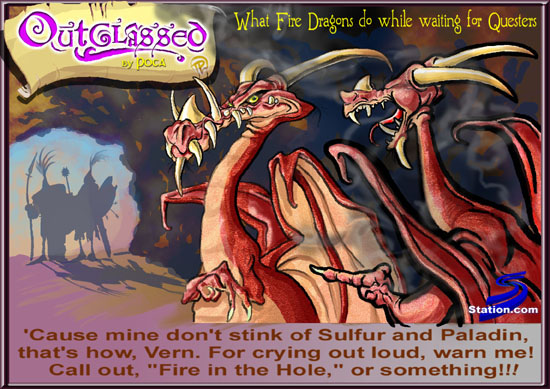 OutClassed
by POCA
What Fire Dragons do while waiting for Questers
Station.com
'Cause mine don't stink of Sulfur and Paladin,
that's how, Vern. For crying out loud, warn me!
Call out, "Fire in the Hole," or something!!!